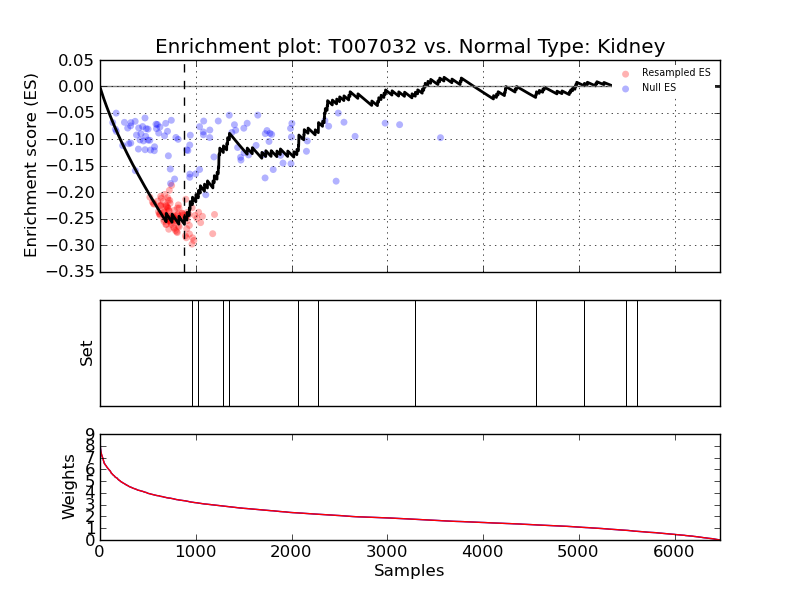 Enrichment plot: T007032 vs. Normal Type: Kidney
Enrichment score (ES)
0.05
0.00
−0.05
−0.10
−0.15
−0.20
−0.25
−0.30
−0.35
Resampled ES
Null ES
Set
Weights
9
8
7
6
5
4
3
2
1
0
0 1000 2000 3000 4000 5000 6000
Samples